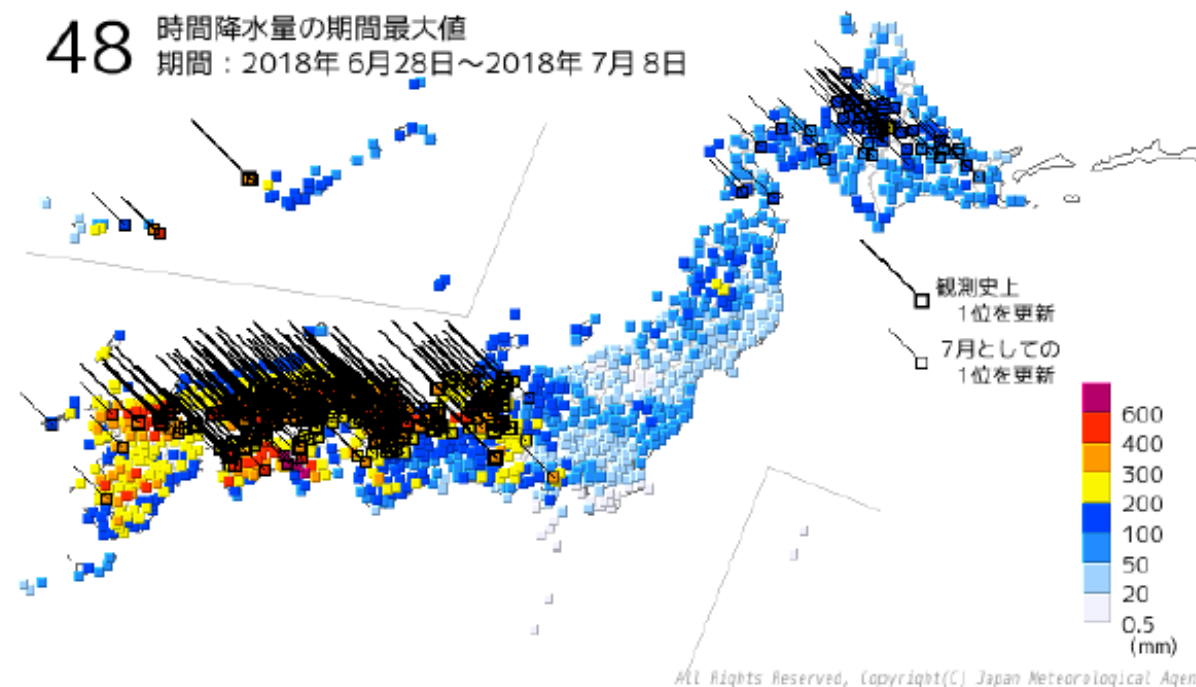 48 時間降水量の期間最大値
期間：2018年 6月28日～2018年 7月 8日
観測史上
1位を更新
7月としての
1位を更新
600
400
300
200
100
50
20
0.5
(mm)
All Rights Reserved, Copyright(C) Japan Meteorological Agen